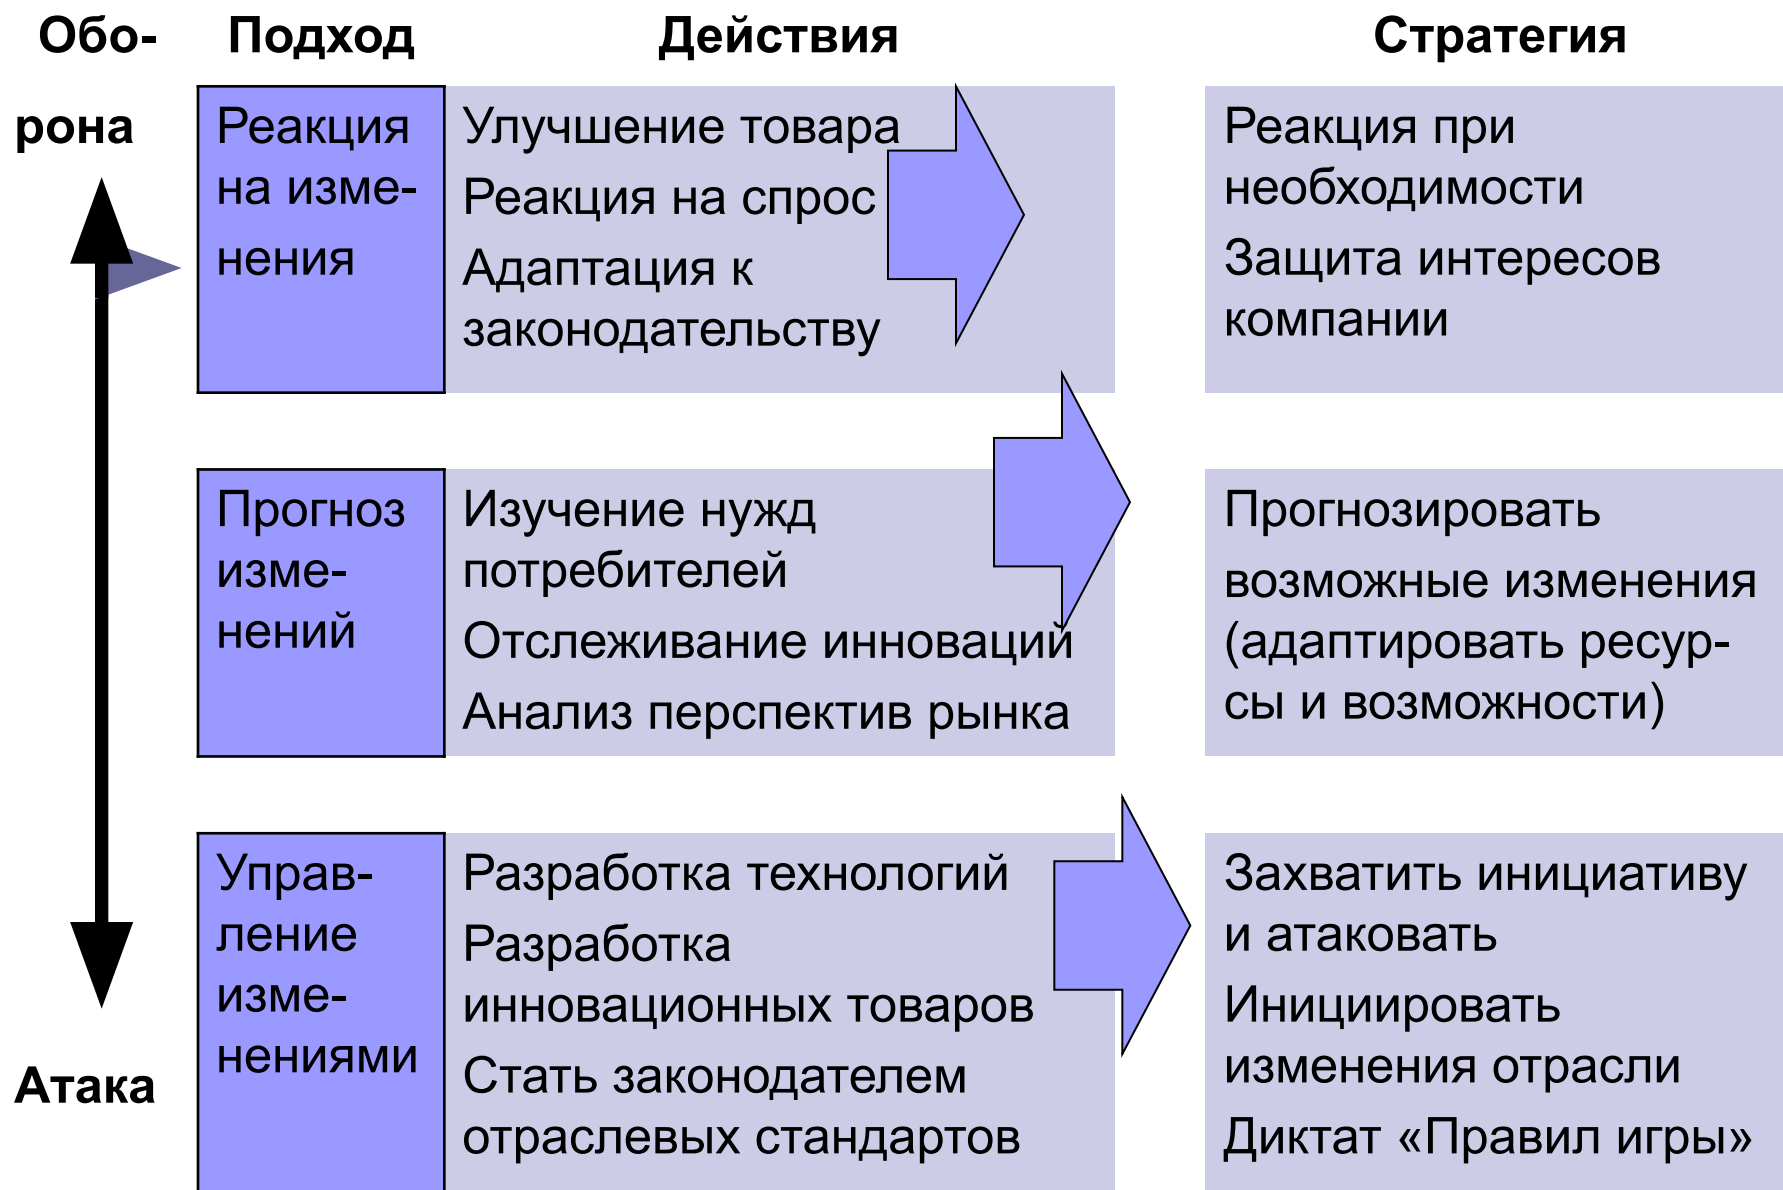 Обо-
рона
Атака
Подход
Действия
Стратегия
Реакция
на изме-
нения
Улучшение товара
Реакция на спрос
Адаптация к
законодательству
Реакция при
необходимости
Защита интересов
компании
Прогноз
изме-
нений
Изучение нужд
потребителей
Отслеживание инноваций
Анализ перспектив рынка
Прогнозировать
возможные изменения
(адаптировать ресур-
сы и возможности)
Управ-
ление
изме-
нениями
Разработка технологий
Разработка
инновационных товаров
Стать законодателем
отраслевых стандартов
Захватить инициативу
и атаковать
Инициировать
изменения отрасли
Диктат «Правил игры»